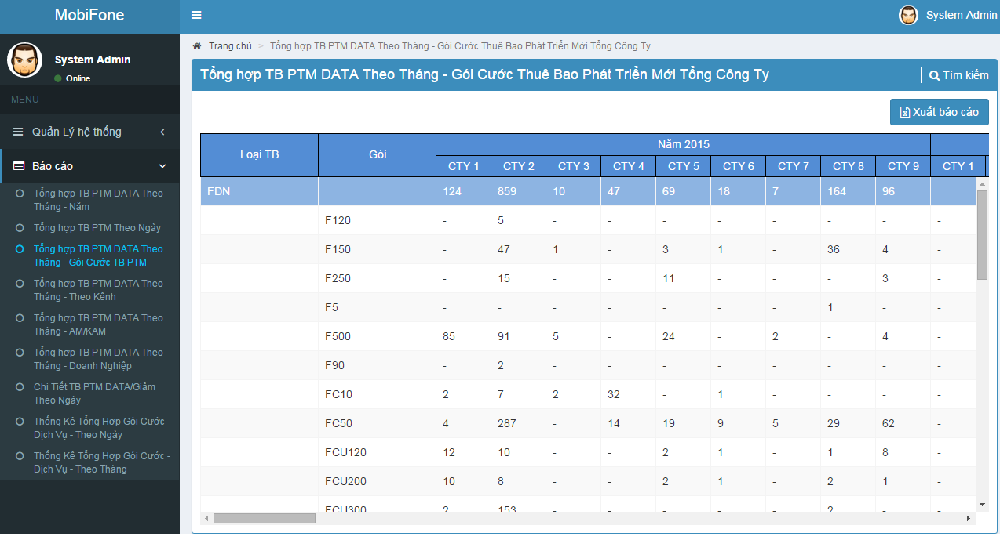 MobiFone
System Admin
System Admin
Online
MENU
Quản Lý hệ thống
Báo cáo
Tổng hợp TB PTM DATA Theo
Tháng - Năm
Tổng hợp TB PTM Theo Ngày
Tổng hợp TB PTM DATA Theo
Tháng - Gói Cước TB PTM
Tổng hợp TB PTM DATA Theo
Tháng - Theo Kênh
Tổng hợp TB PTM DATA Theo
Tháng - AM/KAM
Tổng hợp TB PTM DATA Theo
Tháng - Doanh Nghiệp
Chi Tiết TB PTM DATA/Giảm
Theo Ngày
Thống Kê Tổng Hợp Gói Cước -
Dịch Vụ - Theo Ngáy
Thống Kê Tổng Hợp Gói Cước -
Dịch Vụ - Theo Tháng
Trang chủ > Tổng hợp TB PTM DATA Theo Tháng - Gói Cước Thuê Bao Phát Triển Mới Tổng Công Ty
Tổng hợp TB PTM DATA Theo Tháng - Gói Cước Thuê Bao Phát Triển Mới Tổng Công Ty
Tìm kiếm
Xuất báo cáo
Loại TB Gói Năm 2015
CTY 1 CTY 2 CTY 3 CTY 4 CTY 5 CTY 6 CTY 7 CTY 8 CTY 9 CTY 1
FDN 124 859 10 47 69 18 7 164 96
F120 - 5 - - - - - - - -
F150 - 47 1 - 3 1 - 36 4 -
F250 - 15 - - 11 - - - 3 -
F5 - - - - - - - 1 - -
F500 85 91 5 - 24 - 2 - 4 -
F90 - 2 - - - - - - - -
FC10 2 7 2 32 - 1 - - - -
FC50 4 287 - 14 19 9 5 29 62 -
FCU120 12 10 - - 2 1 - 1 8 -
FCU200 10 8 - - 2 1 - 2 1 -
FCU300 2 153 - - - - - 2 - -